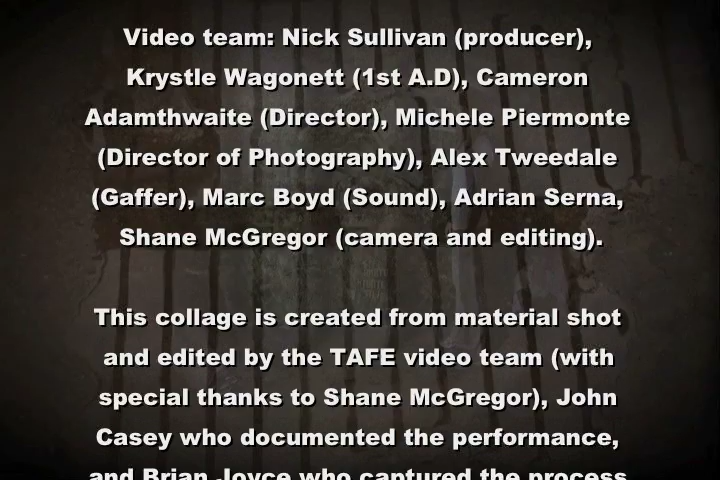 Video team: Nick Sullivan (producer),
Krystle Wagonett (1st A.D), Cameron
Adamthwaite (Director), Michele Piermonte
(Director of Photography), Alex Tweedale
(Gaffer), Marc Boyd (Sound), Adrian Serna,
Shane McGregor (camera and editing).
This collage is created from material shot
and edited by the TAFE video team (with
special thanks to Shane McGregor), John
Casey who documented the performance,
and Brian Joyce who captured the process